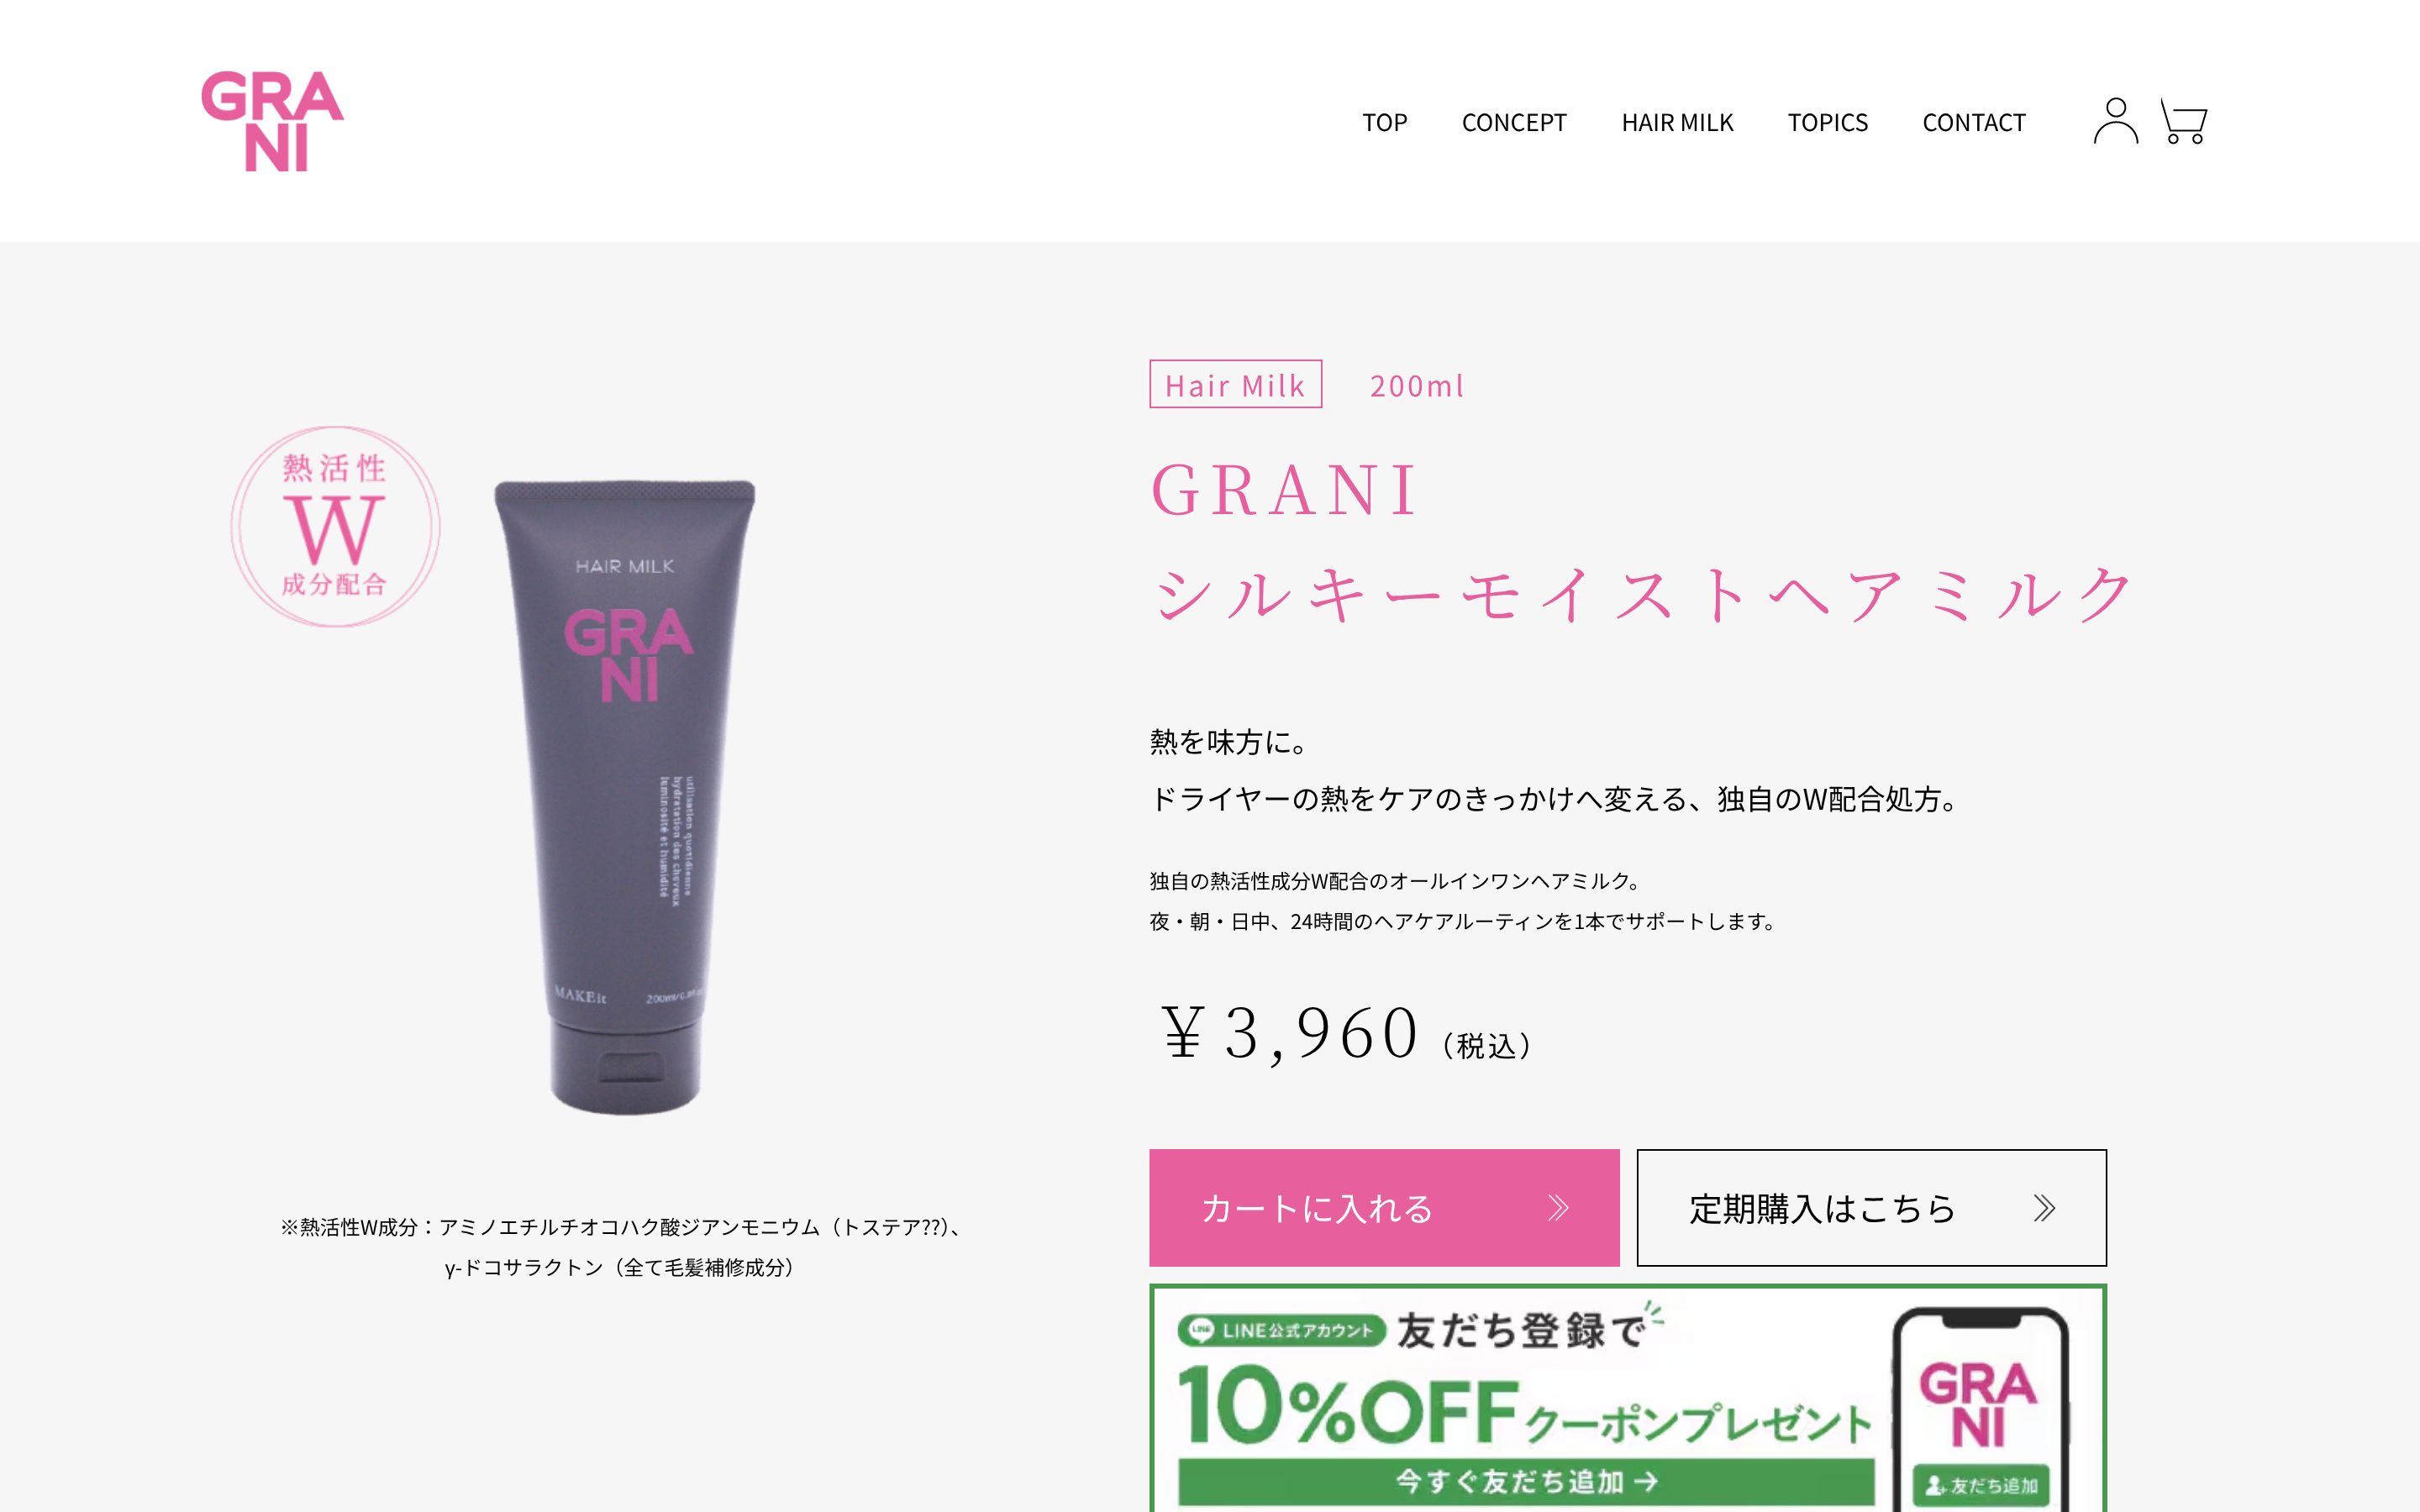 GRA
NI
TOP CONCEPT HAIR MILK TOPICS CONTACT
熱活性
W
成分配合
HAIR MILK
GRA
NI
utilisation quotidienne
hydratation des cheveux
luminosité et humidité
MAKEit
200ml/
※熱活性W成分：アミノエチルチオコハク酸ジアンモニウム（トステア??）、
γ-ドコサラクトン（全て毛髪補修成分）
Hair Milk 200ml
GRANI
シルキーモイストヘアミルク
熱を味方に。
ドライヤーの熱をケアのきっかけへ変える、独自のW配合処方。
独自の熱活性成分W配合のオールインワンヘアミルク。
夜・朝・日中、24時間のヘアケアルーティンを1本でサポートします。
￥3,960（税込）
カートに入れる
定期購入はこちら
LINE LINE公式アカウント 友だち登録で
10%OFFクーポンプレゼント
今すぐ友だち追加→
GRA
NI
友だち追加